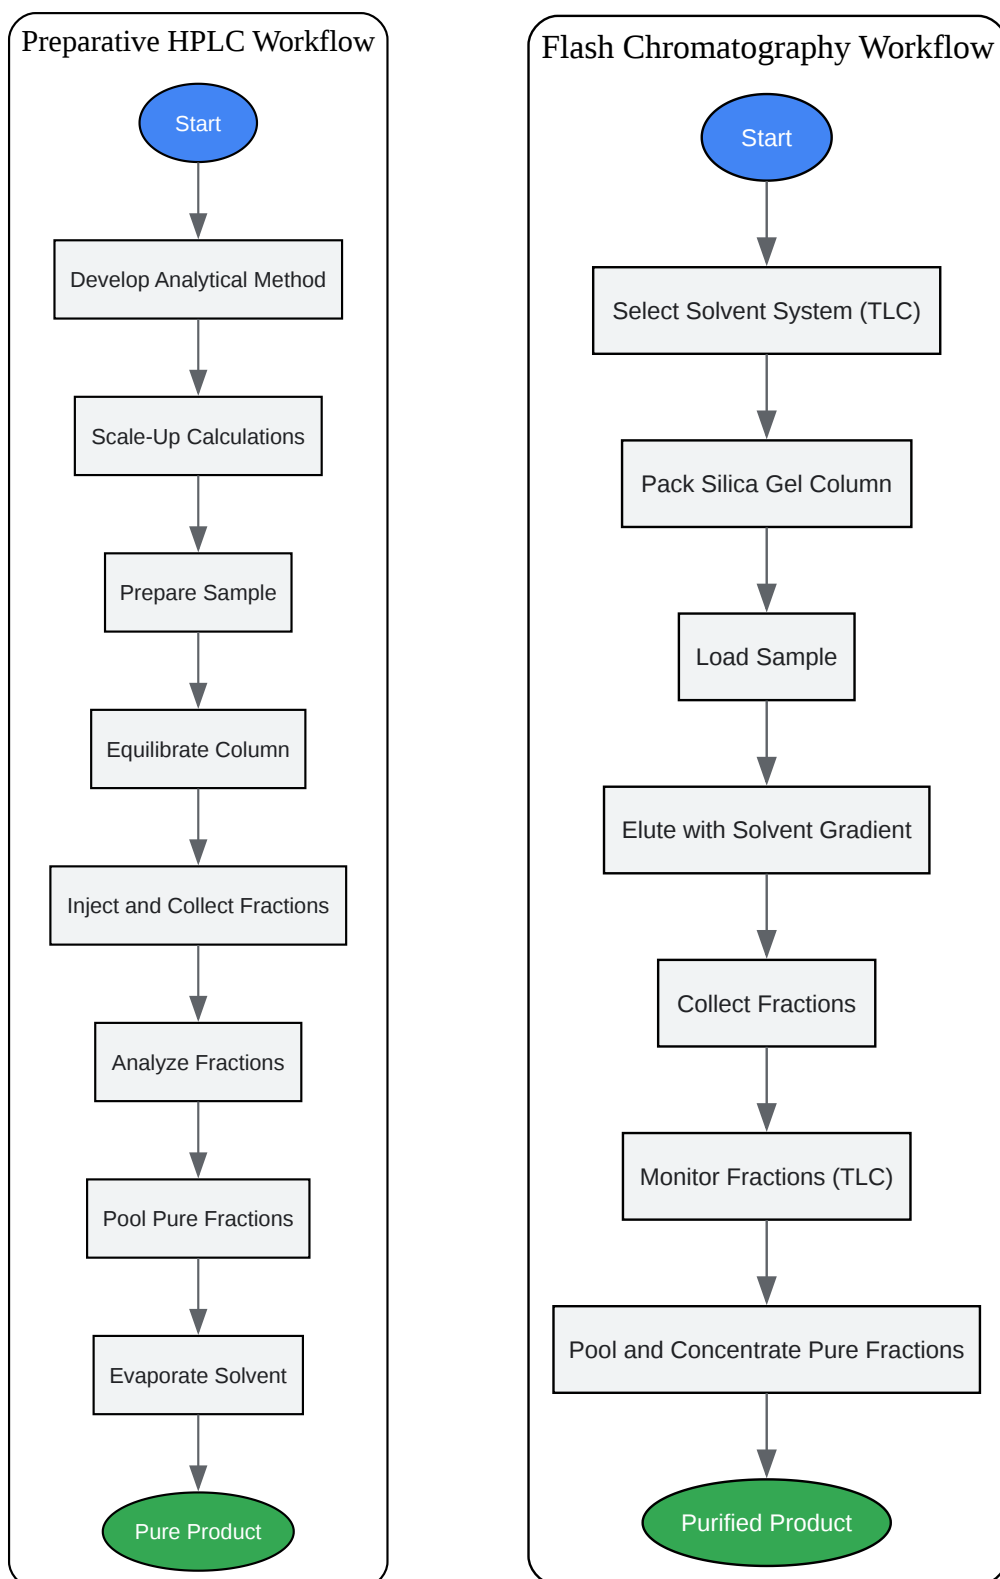 Preparative HPLC Workflow
Start
Develop Analytical Method
Scale-Up Calculations
Prepare Sample
Equilibrate Column
Inject and Collect Fractions
Analyze Fractions
Pool Pure Fractions
Evaporate Solvent
Pure Product
Flash Chromatography Workflow
Start
Select Solvent System (TLC)
Pack Silica Gel Column
Load Sample
Elute with Solvent Gradient
Collect Fractions
Monitor Fractions (TLC)
Pool and Concentrate Pure Fractions
Purified Product